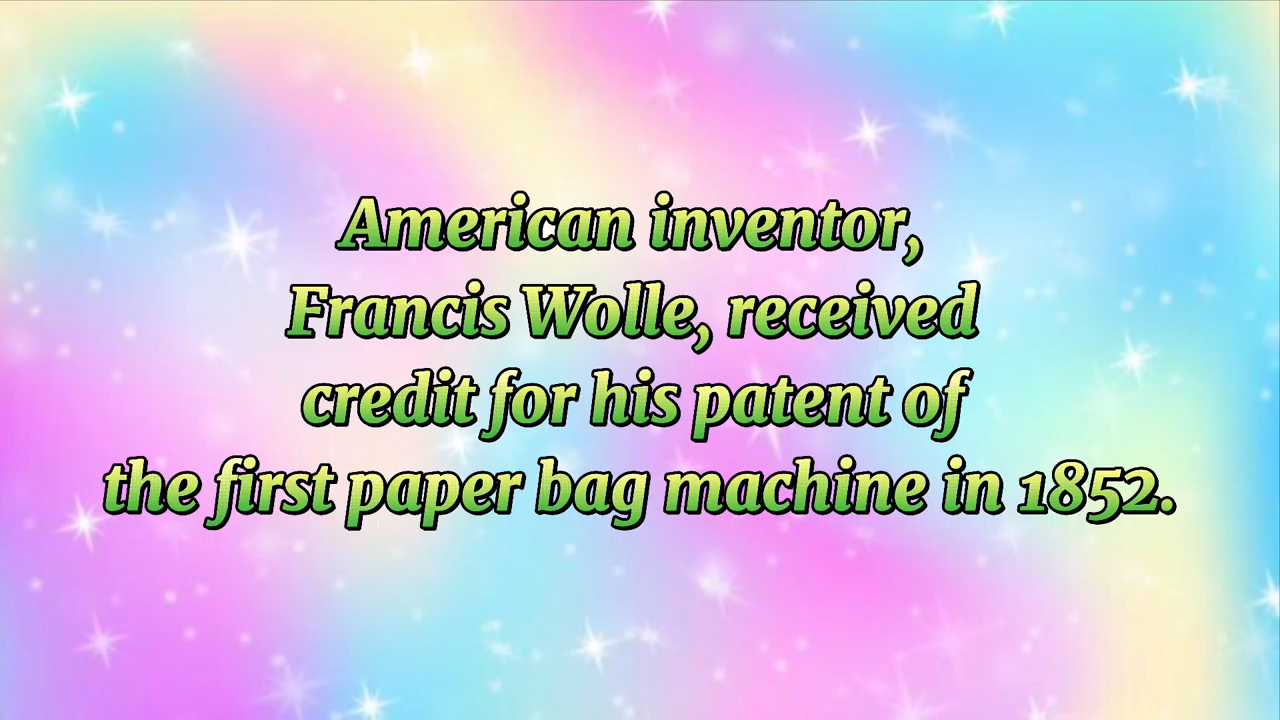 American inventor,
Francis Wolle, received
credit for his patent of
the first paper bag machine in 1852.